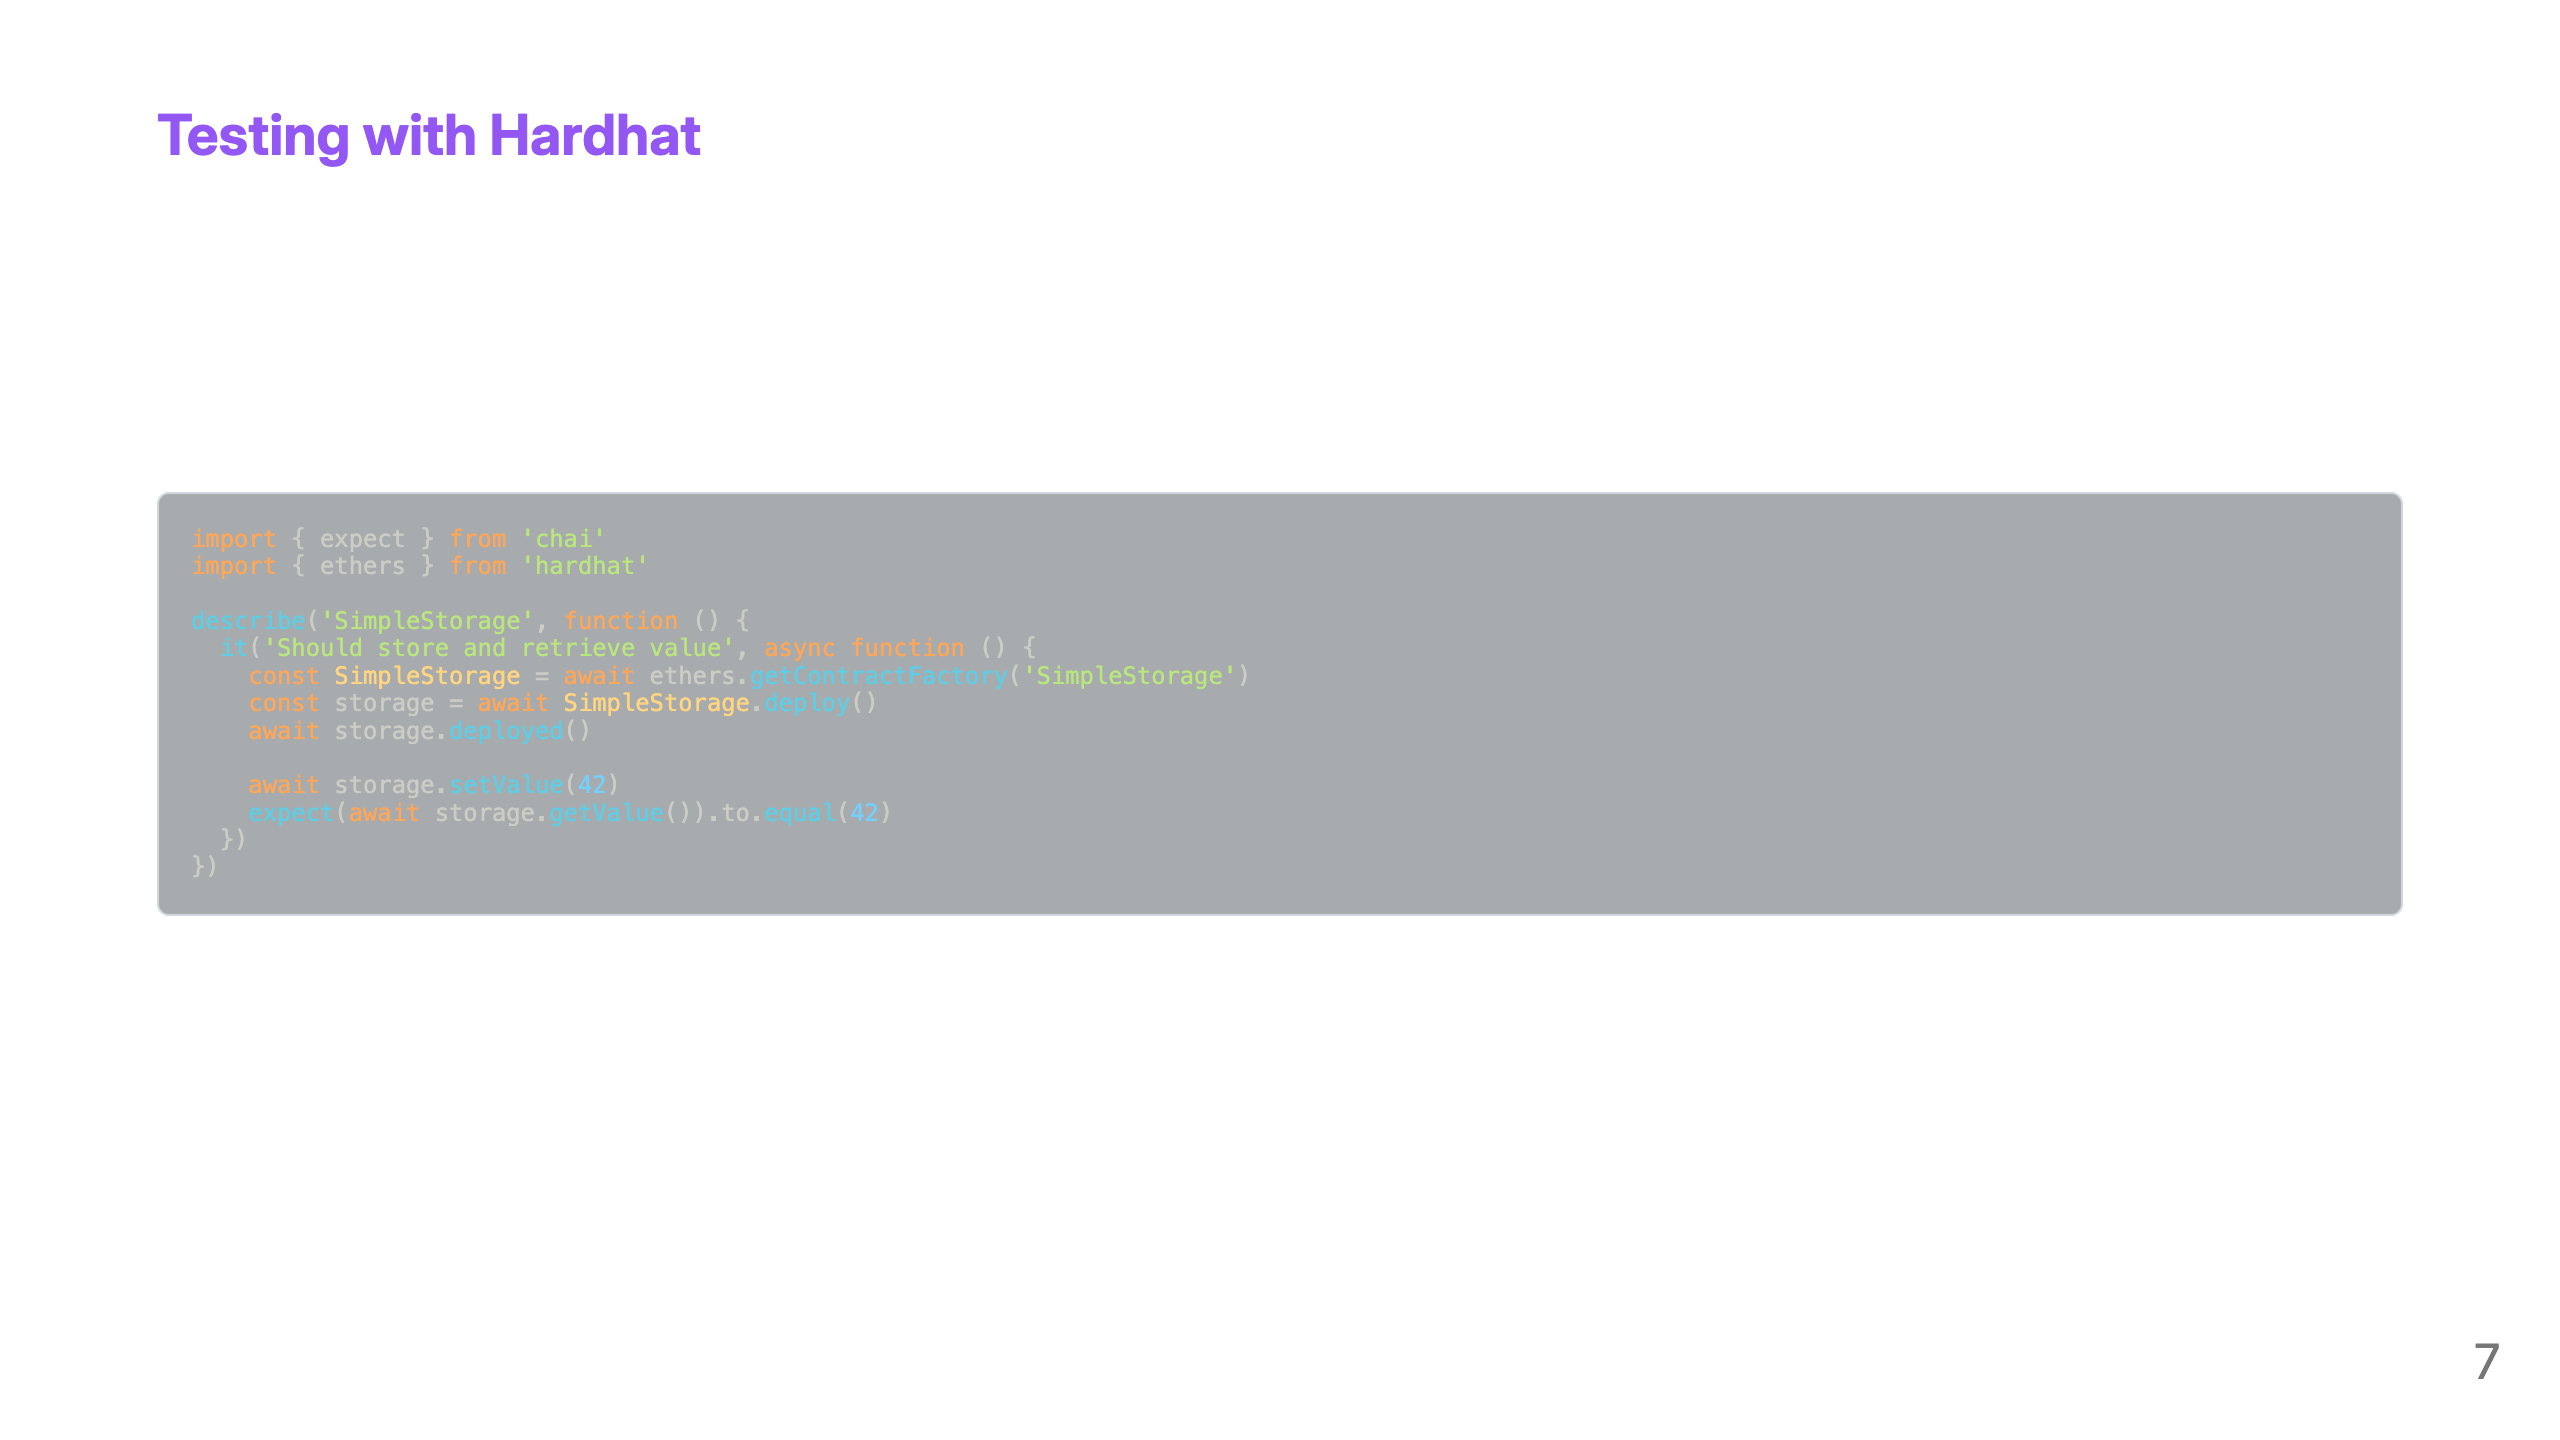 Testing with Hardhat
import { expect } from 'chai'
import { ethers } from 'hardhat'
describe('SimpleStorage', function () {
  it('Should store and retrieve value', async function () {
    const SimpleStorage = await ethers.getContractFactory('SimpleStorage')
    const storage = await SimpleStorage.deploy()
    await storage.deployed()
    await storage.setValue(42)
    expect(await storage.getValue()).to.equal(42)
  })
})
7